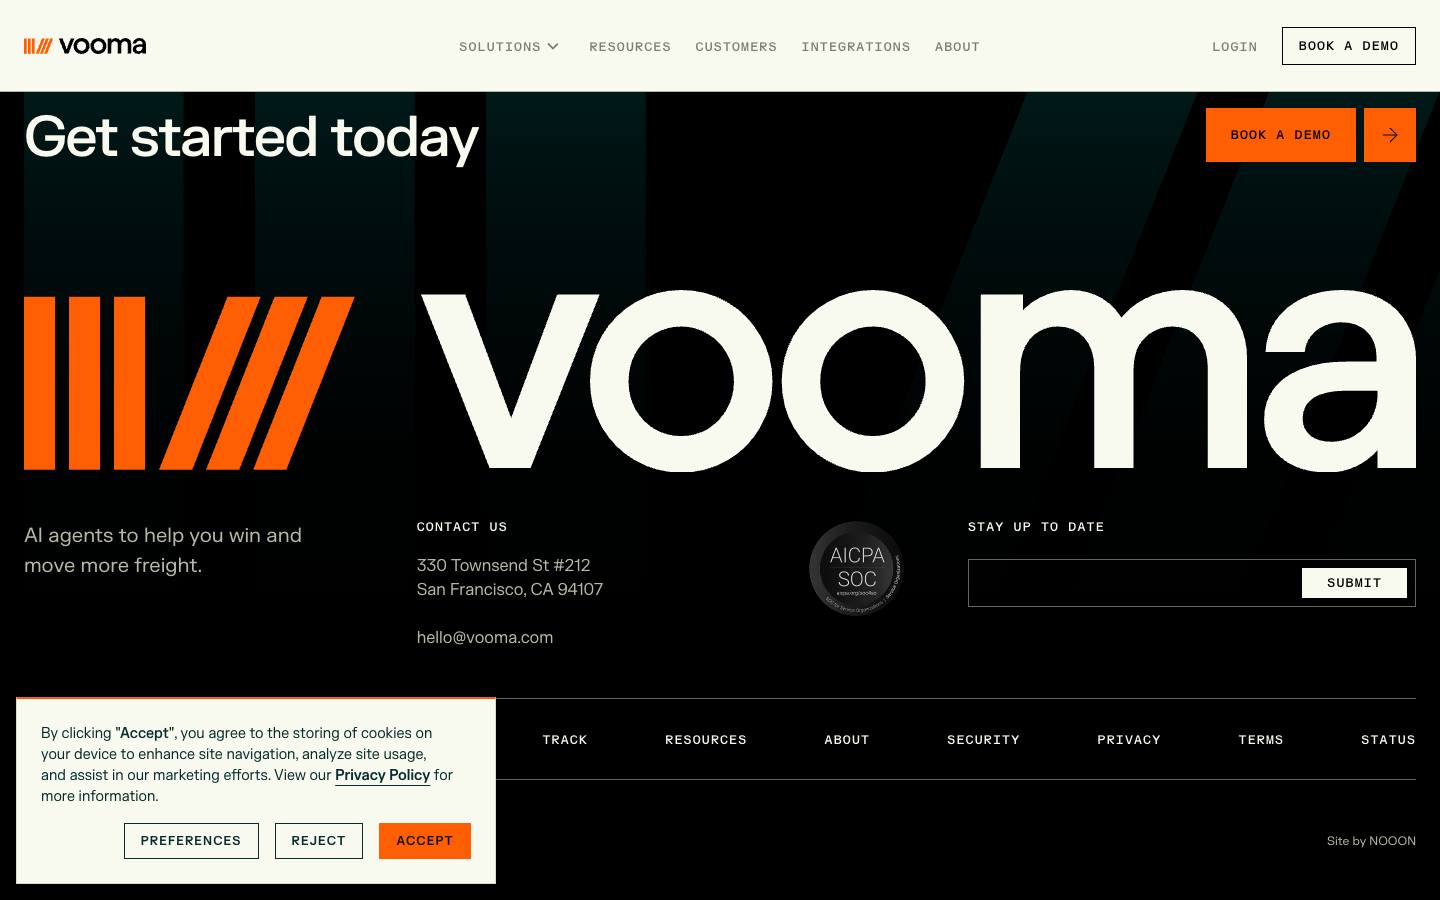 vooma
SOLUTIONS RESOURCES CUSTOMERS INTEGRATIONS ABOUT
LOGIN BOOK A DEMO
Get started today
BOOK A DEMO
vooma
AI agents to help you win and
move more freight.
CONTACT US
330 Townsend St #212
San Francisco, CA 94107
hello@vooma.com
AICPA
SOC
STAY UP TO DATE
SUBMIT
TRACK RESOURCES ABOUT SECURITY PRIVACY TERMS STATUS
By clicking "Accept", you agree to the storing of cookies on
your device to enhance site navigation, analyze site usage,
and assist in our marketing efforts. View our Privacy Policy for
more information.
PREFERENCES REJECT ACCEPT
Site by NOOON